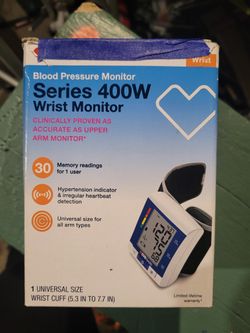 Wrist
Blood Pressure Monitor
Series 400W
Wrist Monitor
CLINICALLY PROVEN AS
ACCURATE AS UPPER
ARM MONITOR*
30
Memory readings
for 1 user
Hypertension indicator
& irregular heartbeat
detection
Universal size for
all arm types
1 UNIVERSAL SIZE
WRIST CUFF (5.3 IN TO 7.7 IN)
Limited lifetime
warranty†